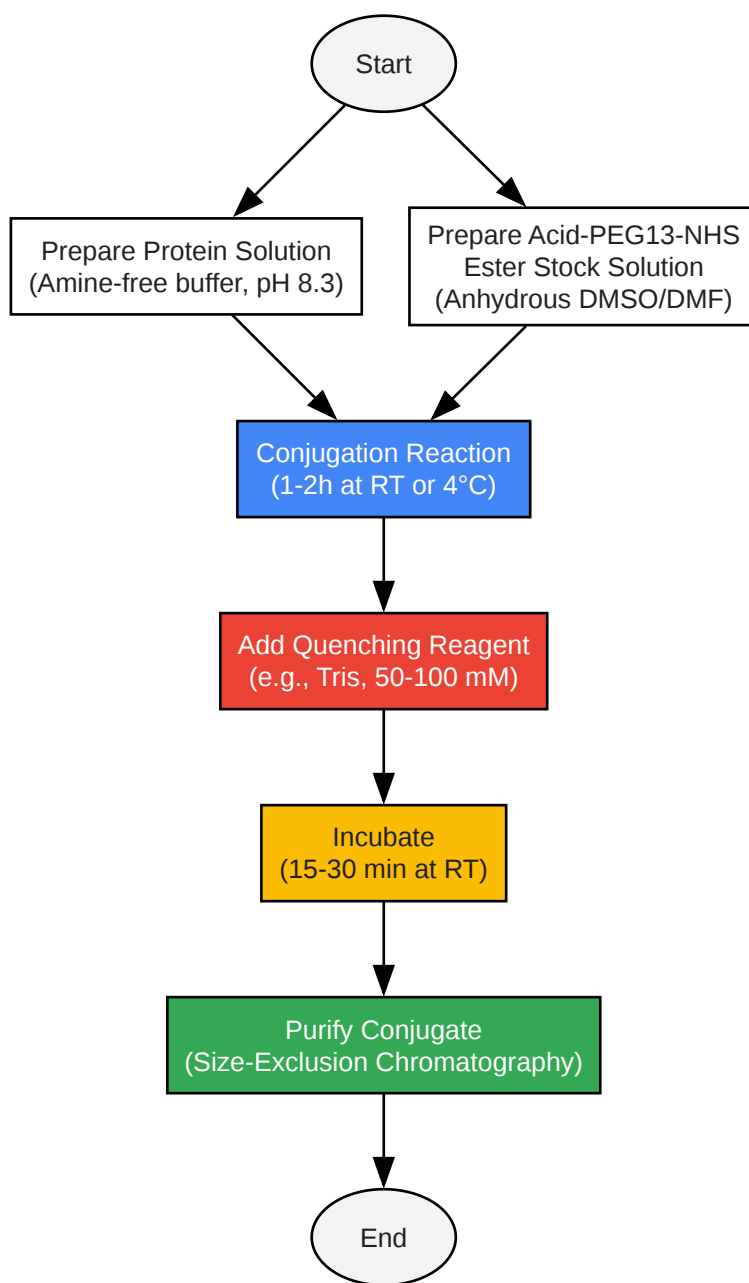 Start
Prepare Protein Solution
(Amine-free buffer, pH 8.3)
Prepare Acid-PEG13-NHS
Ester Stock Solution
(Anhydrous DMSO/DMF)
Conjugation Reaction
(1-2h at RT or 4°C)
Add Quenching Reagent
(e.g., Tris, 50-100 mM)
Incubate
(15-30 min at RT)
Purify Conjugate
(Size-Exclusion Chromatography)
End